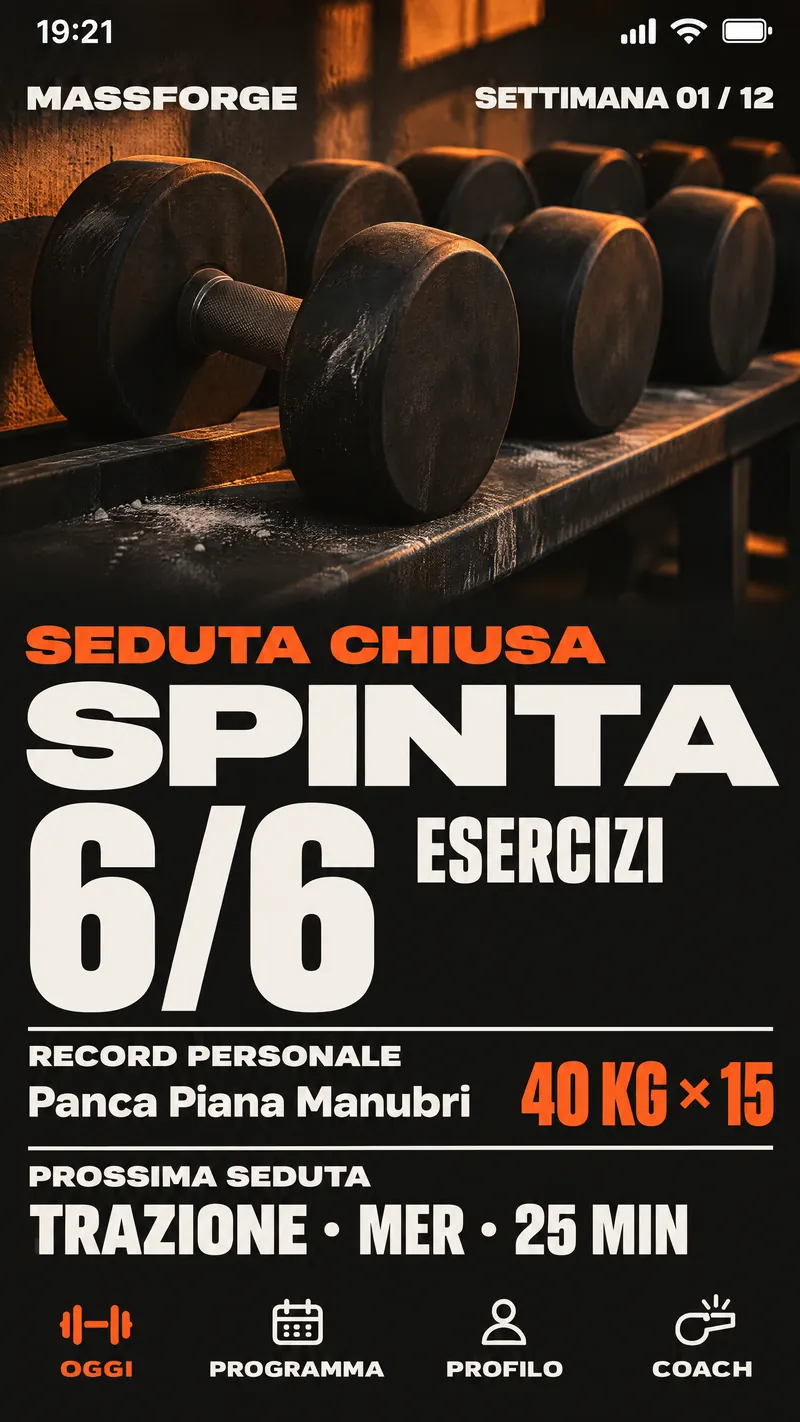 19:21
MASSFORGE
SETTIMANA 01 / 12
SEDUTA CHIUSA
SPINTA
6/6 ESERCIZI
RECORD PERSONALE
Panca Piana Manubri
40 KG × 15
PROSSIMA SEDUTA
TRAZIONE • MER • 25 MIN
OGGI
PROGRAMMA
PROFILO
COACH